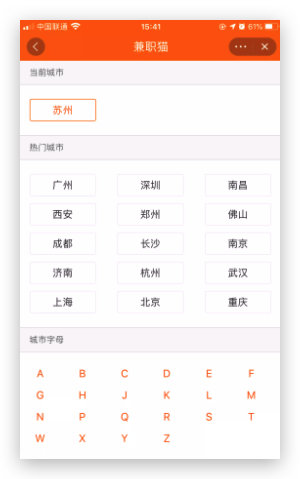 中国联通 15:41 61%
兼职猫
当前城市
苏州
热门城市
广州 深圳 南昌
西安 郑州 佛山
成都 长沙 南京
济南 杭州 武汉
上海 北京 重庆
城市字母
A B C D E F
G H J K L M
N P Q R S T
W X Y Z